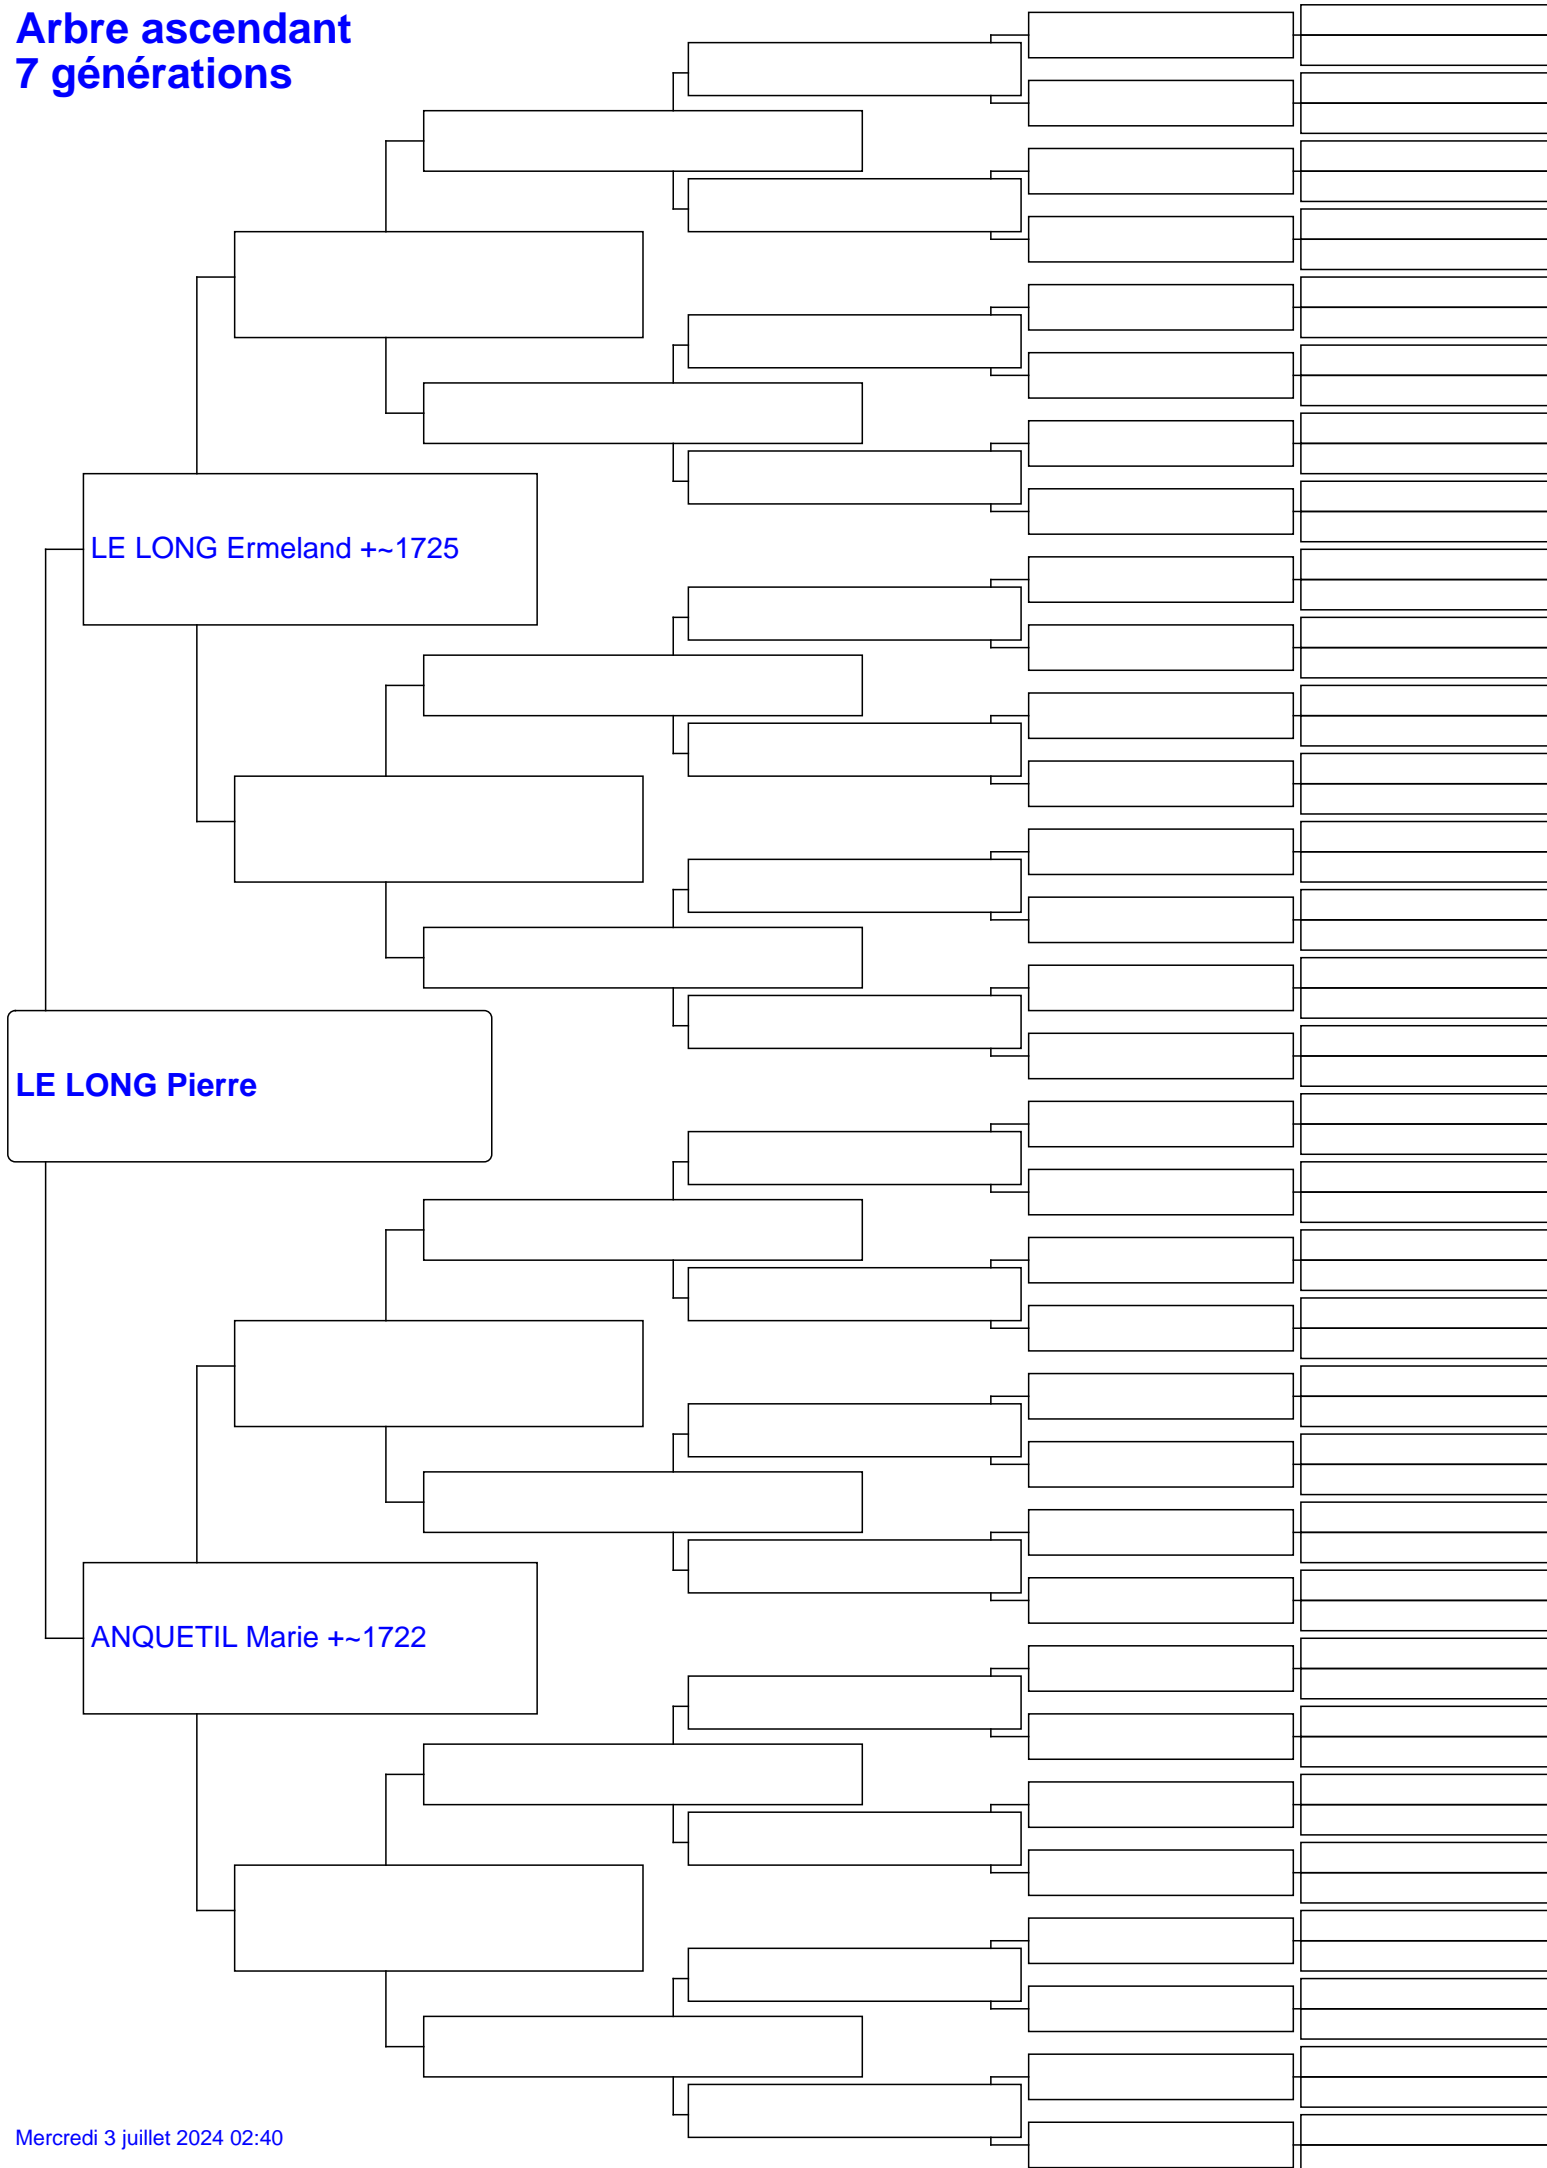 Arbre ascendant
7 générations
LE LONG Ermeland +~1725
LE LONG Pierre
ANQUETIL Marie +~1722
Mercredi 3 juillet 2024 02:40